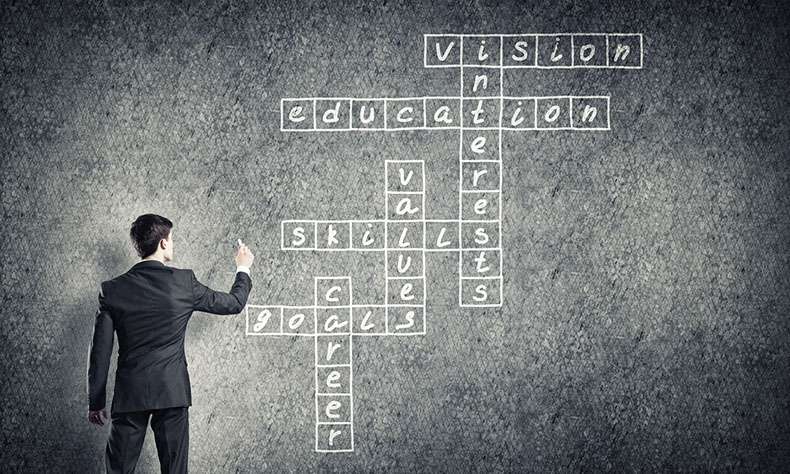 vision
interests
education
values
skills
career
goals